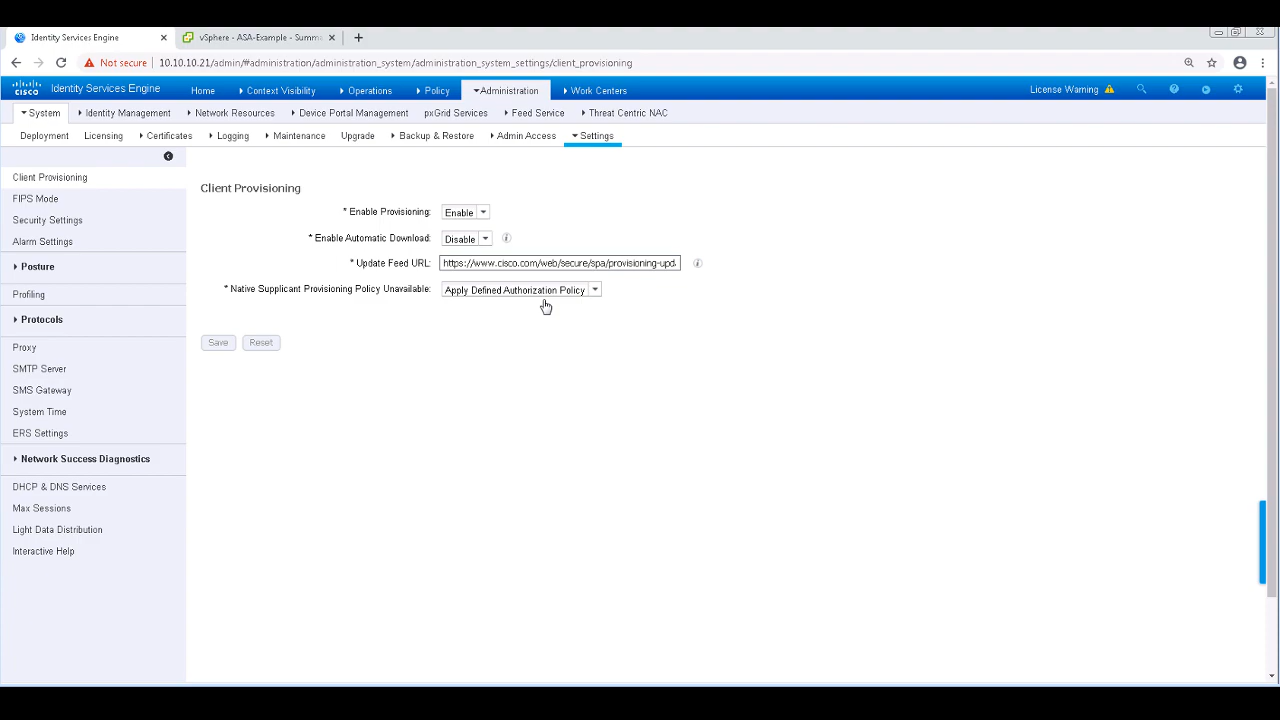 Identity Services Engine
vSphere - ASA-Example - Summ
Not secure
10.10.10.21/admin/#administration/administration_system/administration_system_settings/client_provisioning
cisco
Identity Services Engine
Home
Context Visibility
Operations
Policy
Administration
Work Centers
License Warning
System
Identity Management
Network Resources
Device Portal Management
pxGrid Services
Feed Service
Threat Centric NAC
Deployment
Licensing
Certificates
Logging
Maintenance
Upgrade
Backup & Restore
Admin Access
Settings
Client Provisioning
FIPS Mode
Security Settings
Alarm Settings
Posture
Profiling
Protocols
Proxy
SMTP Server
SMS Gateway
System Time
ERS Settings
Network Success Diagnostics
DHCP & DNS Services
Max Sessions
Light Data Distribution
Interactive Help
Client Provisioning
* Enable Provisioning: Enable
* Enable Automatic Download: Disable
* Update Feed URL: https://www.cisco.com/web/secure/spa/provisioning-upd
* Native Supplicant Provisioning Policy Unavailable: Apply Defined Authorization Policy
Save
Reset